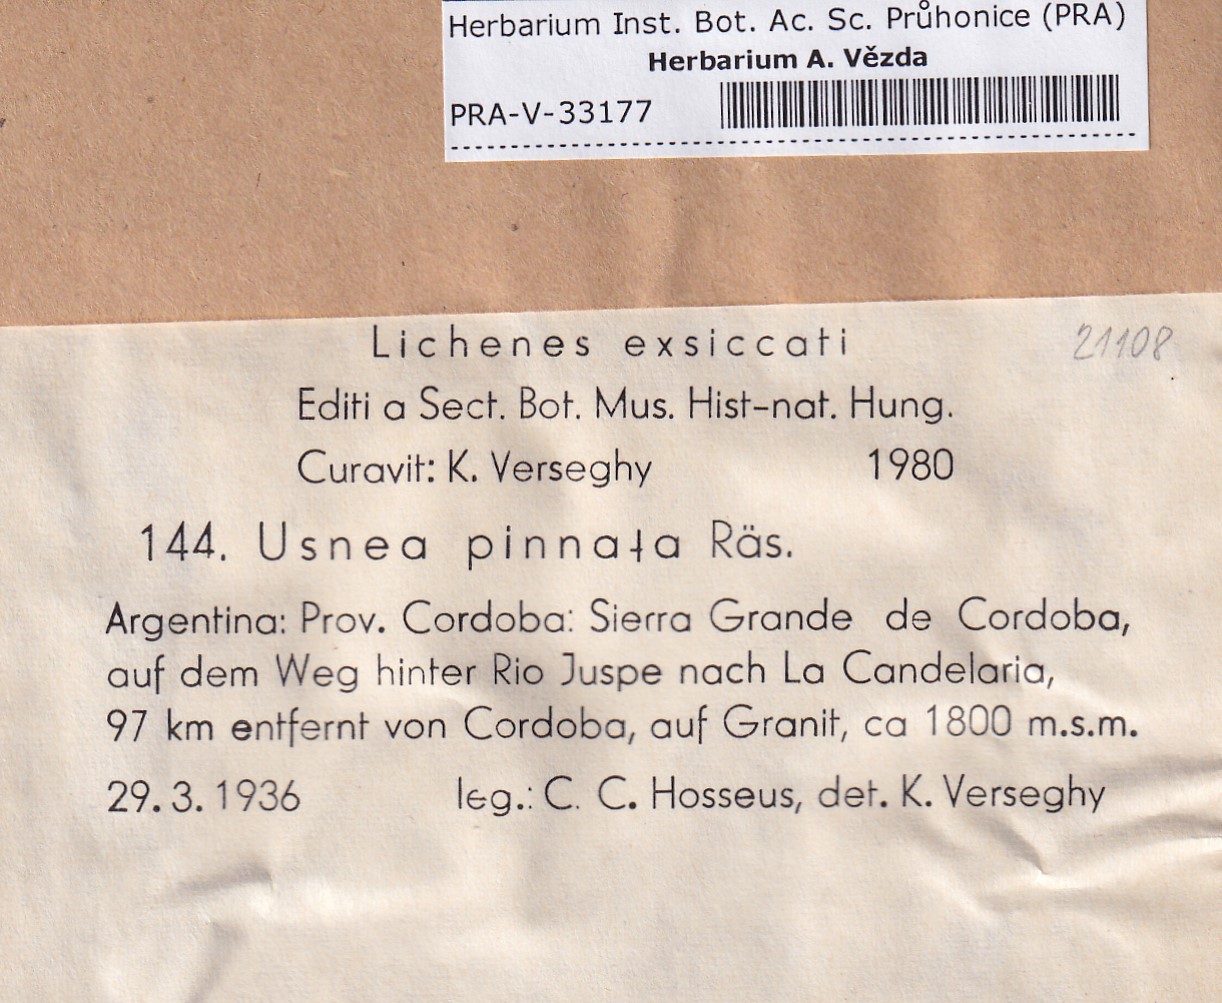 Herbarium Inst. Bot. Ac. Sc. Průhonice (PRA)
Herbarium A. Vězda
PRA-V-33177
Lichenes exsiccati
21108
Editi a Sect. Bot. Mus. Hist-nat. Hung.
Curavit: K. Verseghy 1980
144. Usnea pinnata Räs.
Argentina: Prov. Cordoba: Sierra Grande de Cordoba,
auf dem Weg hinter Rio Juspe nach La Candelaria,
97 km entfernt von Cordoba, auf Granit, ca 1800 m.s.m.
29.3.1936 leg.: C. C. Hosseus, det. K. Verseghy